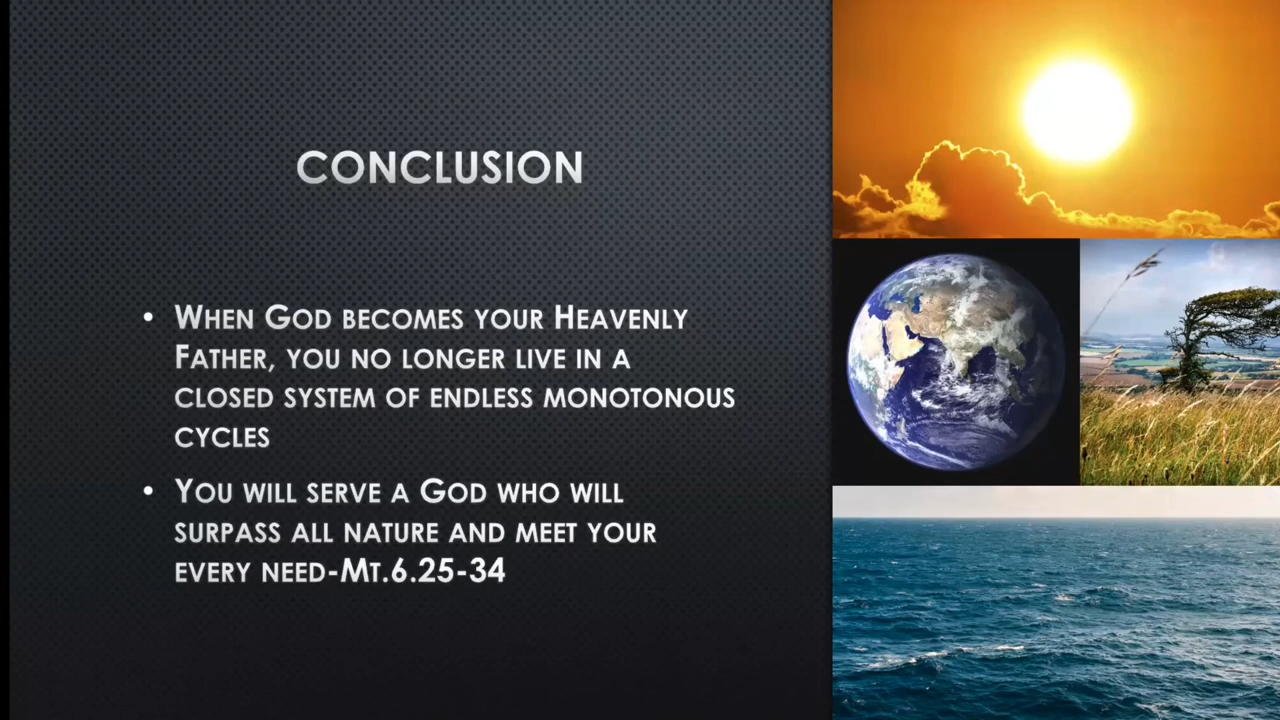 CONCLUSION
• When God becomes your Heavenly
Father, you no longer live in a
closed system of endless monotonous
cycles
• You will serve a God who will
surpass all nature and meet your
every need-Mt.6.25-34